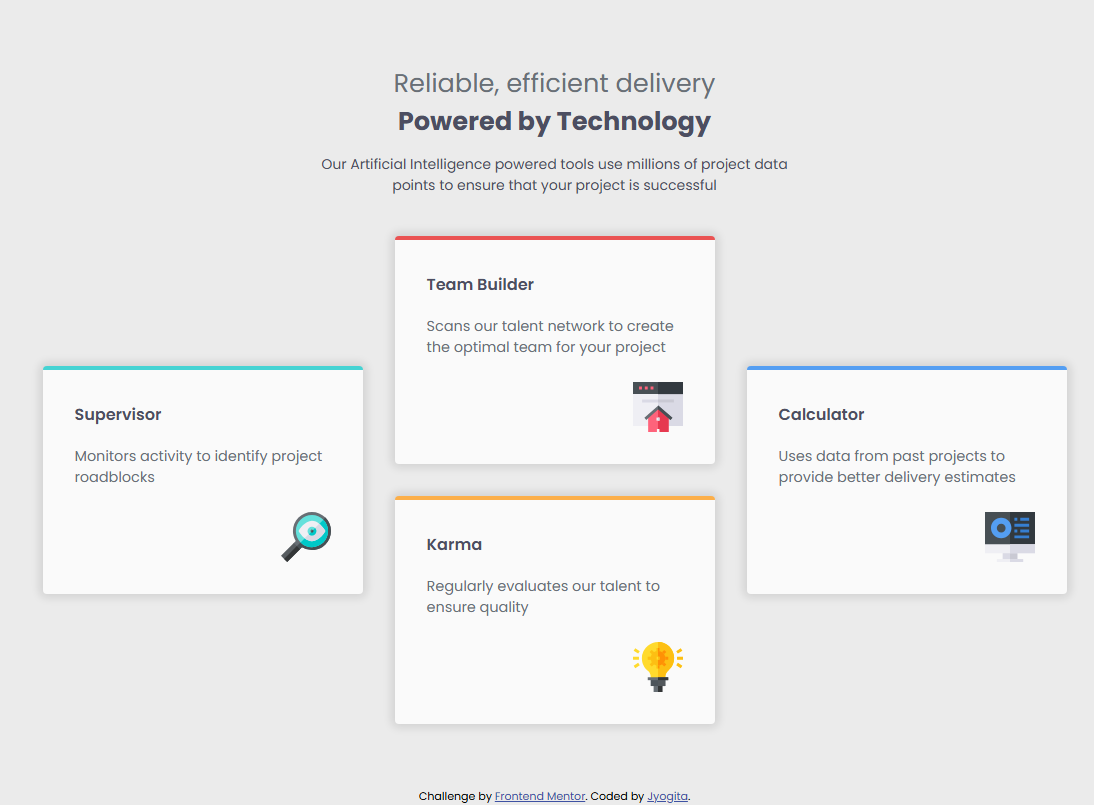 Reliable, efficient delivery
Powered by Technology
Our Artificial Intelligence powered tools use millions of project data
points to ensure that your project is successful
Supervisor
Monitors activity to identify project
roadblocks
Team Builder
Scans our talent network to create
the optimal team for your project
Karma
Regularly evaluates our talent to
ensure quality
Calculator
Uses data from past projects to
provide better delivery estimates
Challenge by Frontend Mentor. Coded by Jyogita.